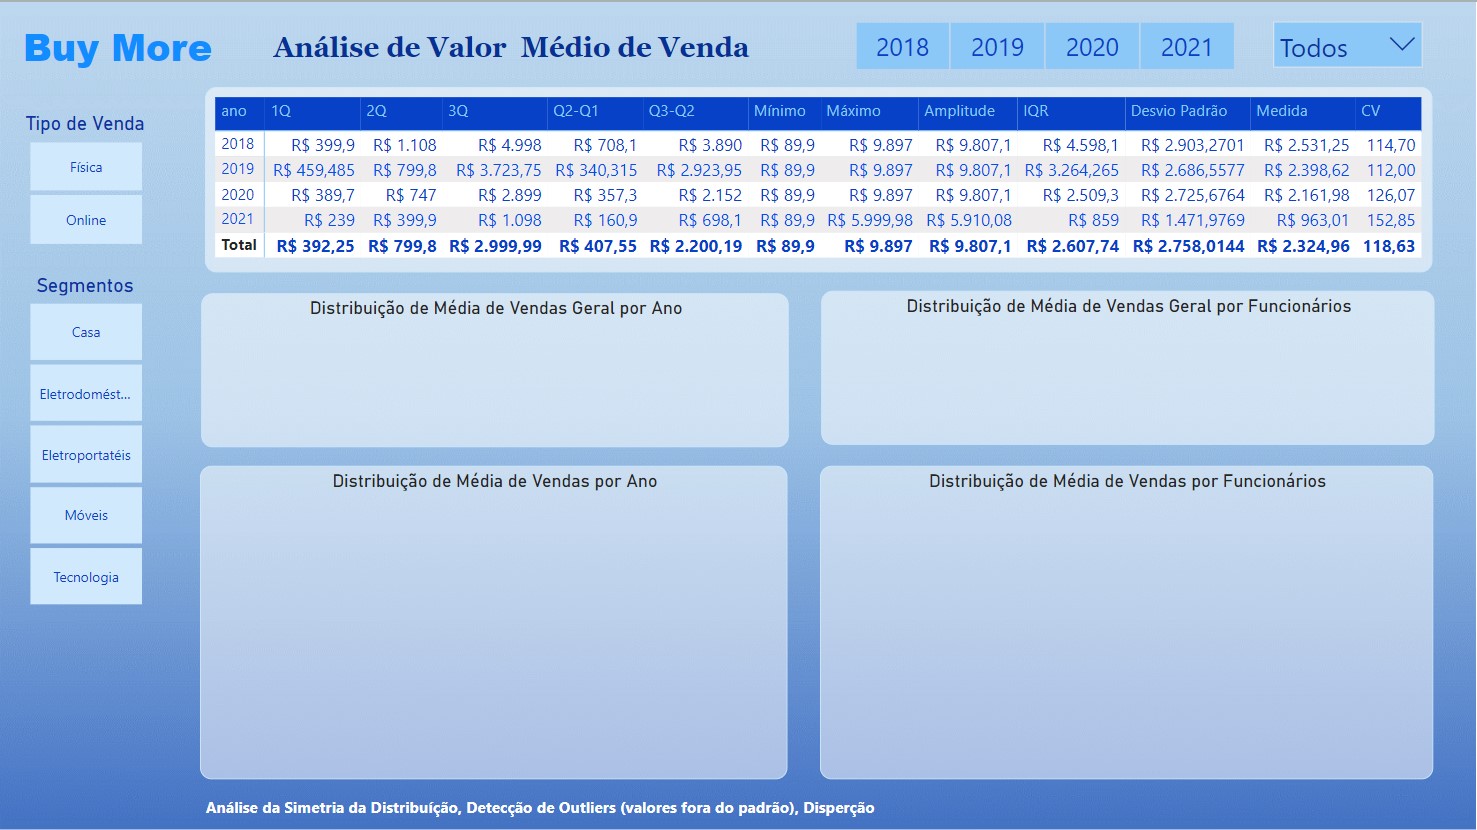 Buy More
Análise de Valor Médio de Venda
2018 2019 2020 2021
Todos
Tipo de Venda
Física
Online
Segmentos
Casa
Eletrodomést...
Eletroportatéis
Móveis
Tecnologia
ano 1Q 2Q 3Q Q2-Q1 Q3-Q2 Mínimo Máximo Amplitude IQR Desvio Padrão Medida CV
2018 R$ 399,9 R$ 1.108 R$ 4.998 R$ 708,1 R$ 3.890 R$ 89,9 R$ 9.897 R$ 9.807,1 R$ 4.598,1 R$ 2.903,2701 R$ 2.531,25 114,70
2019 R$ 459,485 R$ 799,8 R$ 3.723,75 R$ 340,315 R$ 2.923,95 R$ 89,9 R$ 9.897 R$ 9.807,1 R$ 3.264,265 R$ 2.686,5577 R$ 2.398,62 112,00
2020 R$ 389,7 R$ 747 R$ 2.899 R$ 357,3 R$ 2.152 R$ 89,9 R$ 9.897 R$ 9.807,1 R$ 2.509,3 R$ 2.725,6764 R$ 2.161,98 126,07
2021 R$ 239 R$ 399,9 R$ 1.098 R$ 160,9 R$ 698,1 R$ 89,9 R$ 5.999,98 R$ 5.910,08 R$ 859 R$ 1.471,9769 R$ 963,01 152,85
Total R$ 392,25 R$ 799,8 R$ 2.999,99 R$ 407,55 R$ 2.200,19 R$ 89,9 R$ 9.897 R$ 9.807,1 R$ 2.607,74 R$ 2.758,0144 R$ 2.324,96 118,63
Distribuição de Média de Vendas Geral por Ano
Distribuição de Média de Vendas Geral por Funcionários
Distribuição de Média de Vendas por Ano
Distribuição de Média de Vendas por Funcionários
Análise da Simetria da Distribuíção, Detecção de Outliers (valores fora do padrão), Disperção